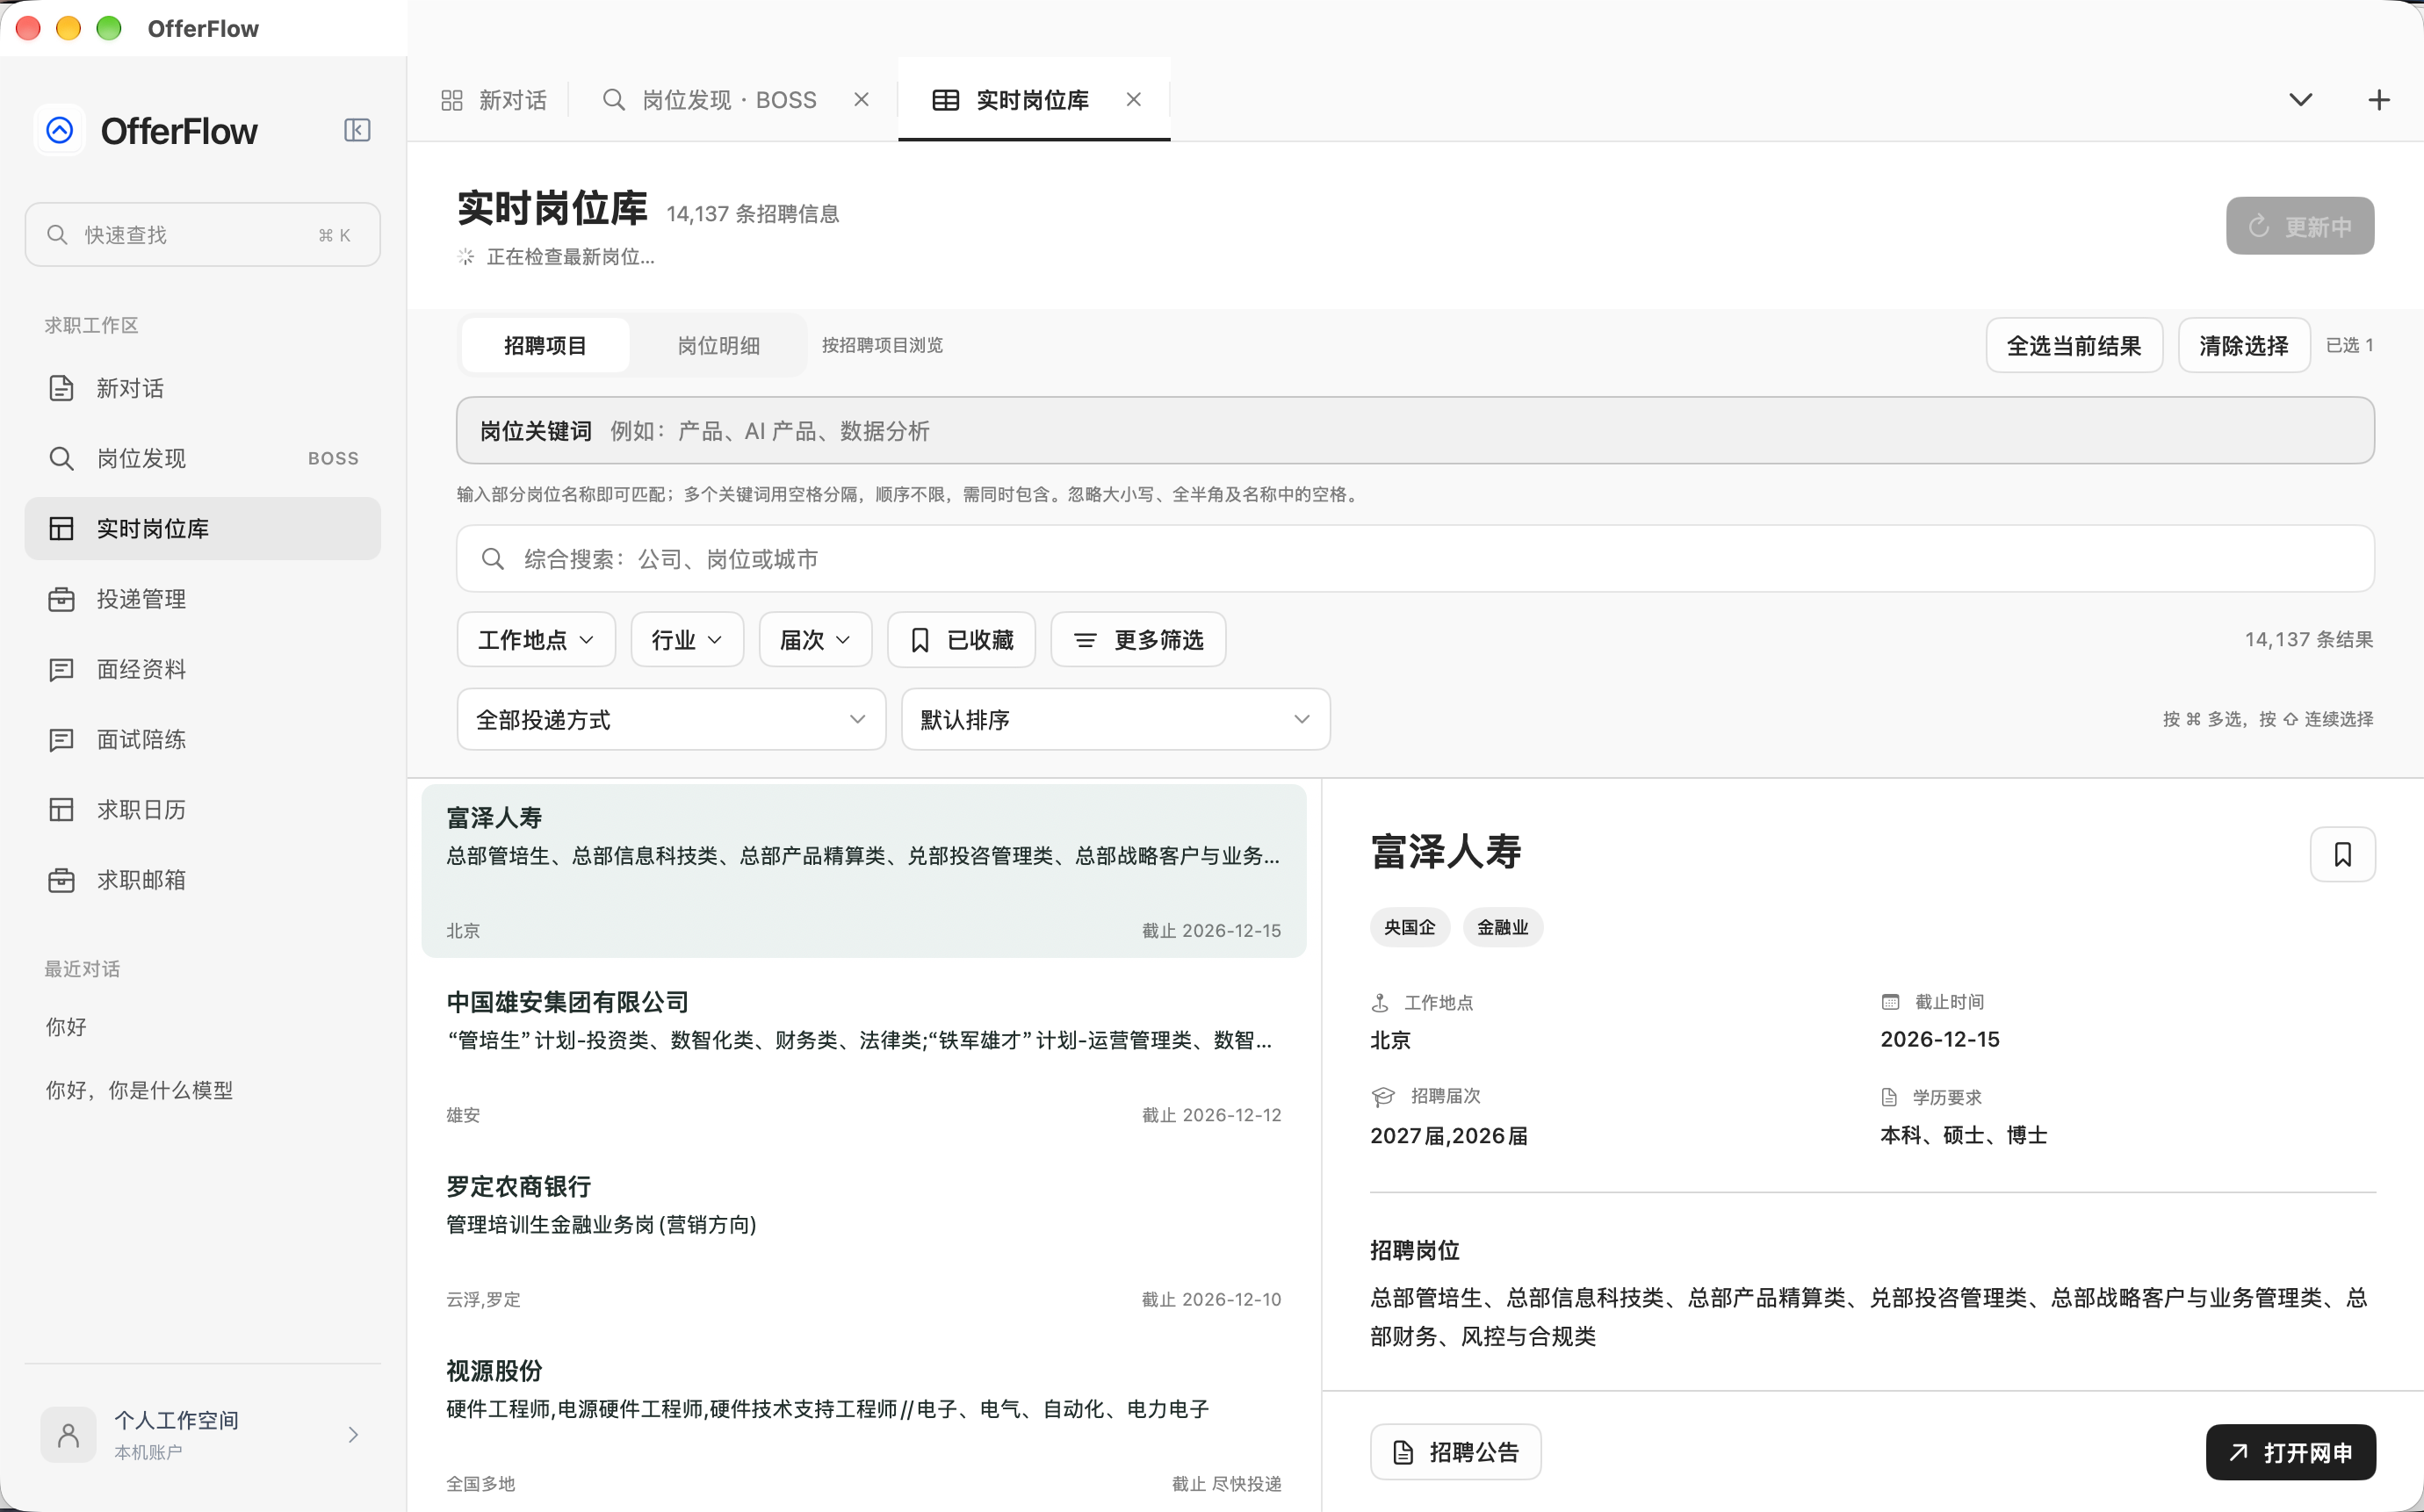 OfferFlow
OfferFlow
快速查找 ⌘ K
求职工作区
新对话
岗位发现 BOSS
实时岗位库
投递管理
面经资料
面试陪练
求职日历
求职邮箱
最近对话
你好
你好，你是什么模型
个人工作空间
本机账户
新对话 岗位发现 · BOSS 实时岗位库
实时岗位库 14,137 条招聘信息
正在检查最新岗位...
更新中
招聘项目 岗位明细 按招聘项目浏览 全选当前结果 清除选择 已选 1
岗位关键词 例如：产品、AI 产品、数据分析
输入部分岗位名称即可匹配；多个关键词用空格分隔，顺序不限，需同时包含。忽略大小写、全半角及名称中的空格。
综合搜索：公司、岗位或城市
工作地点 行业 届次 已收藏 更多筛选 14,137 条结果
全部投递方式 默认排序 按 ⌘ 多选，按 ⇧ 连续选择
富泽人寿
总部管培生、总部信息科技类、总部产品精算类、兑部投咨管理类、总部战略客户与业务...
北京 截止 2026-12-15
中国雄安集团有限公司
“管培生”计划-投资类、数智化类、财务类、法律类;“铁军雄才”计划-运营管理类、数智...
雄安 截止 2026-12-12
罗定农商银行
管理培训生金融业务岗(营销方向)
云浮,罗定 截止 2026-12-10
视源股份
硬件工程师,电源硬件工程师,硬件技术支持工程师//电子、电气、自动化、电力电子
全国多地 截止 尽快投递
富泽人寿
央国企 金融业
工作地点 截止时间
北京 2026-12-15
招聘届次 学历要求
2027届,2026届 本科、硕士、博士
招聘岗位
总部管培生、总部信息科技类、总部产品精算类、兑部投咨管理类、总部战略客户与业务管理类、总
部财务、风控与合规类
招聘公告 打开网申